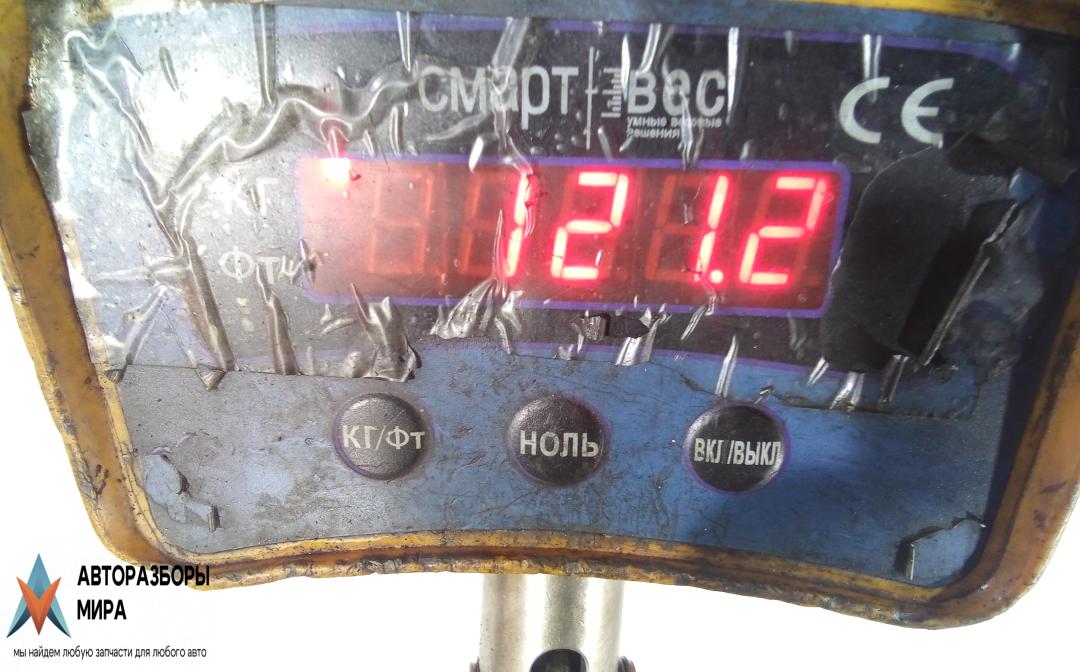 смарт вес
умные весовые
решения
CE
КГ
Фт
121.2
КГ/Фт
НОЛЬ
ВКЛ/ВЫКЛ
АВТОРАЗБОРЫ
МИРА
мы найдем любую запчасти для любого авто